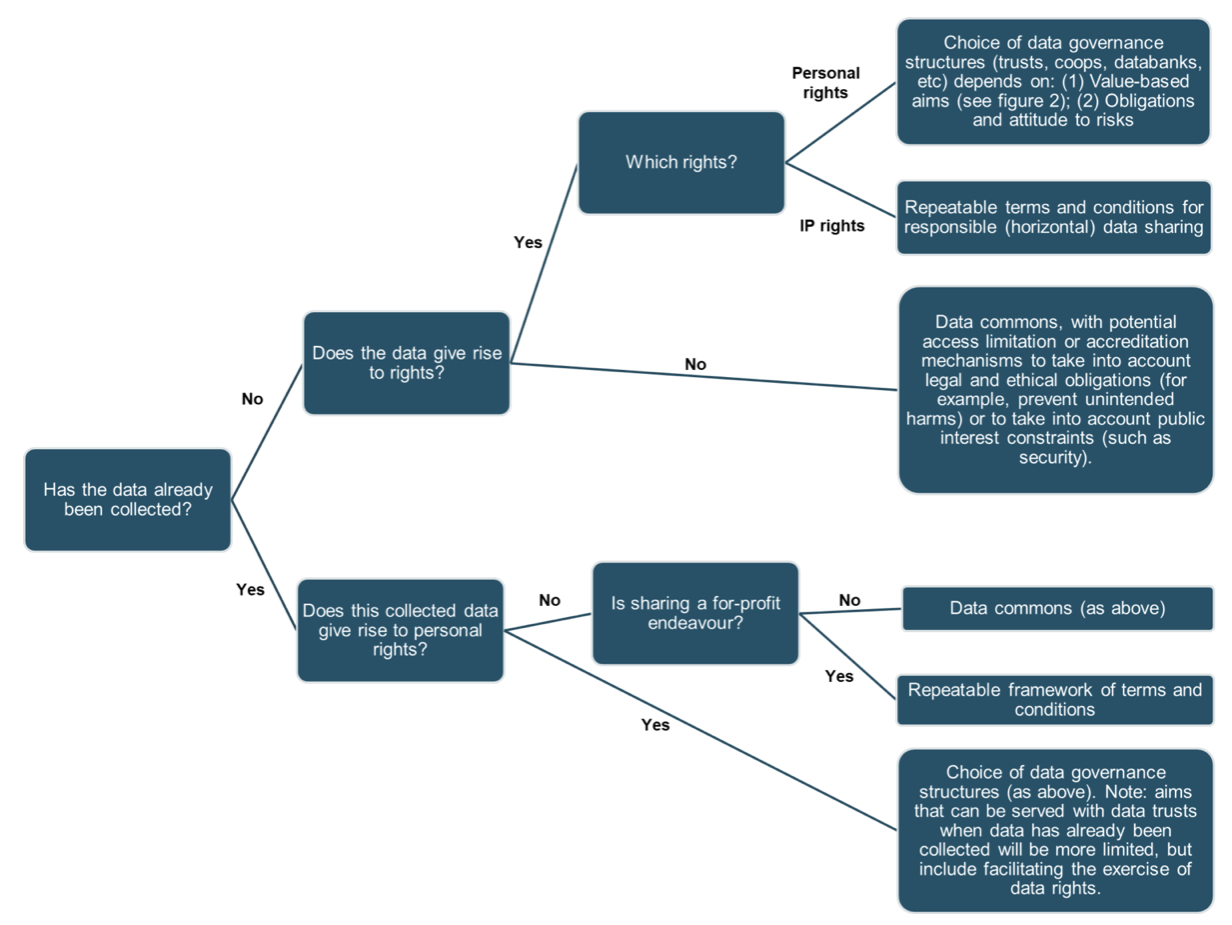 Has the data already
been collected?
No
Yes
Does the data give rise
to rights?
Yes
No
Which rights?
Personal
rights
IP rights
Choice of data governance
structures (trusts, coops, databanks,
etc) depends on: (1) Value-based
aims (see figure 2); (2) Obligations
and attitude to risks
Repeatable terms and conditions for
responsible (horizontal) data sharing
Data commons, with potential
access limitation or accreditation
mechanisms to take into account
legal and ethical obligations (for
example, prevent unintended
harms) or to take into account public
interest constraints (such as
security).
Does this collected data
give rise to personal
rights?
No
Yes
Is sharing a for-profit
endeavour?
No
Yes
Data commons (as above)
Repeatable framework of terms and
conditions
Choice of data governance
structures (as above). Note: aims
that can be served with data trusts
when data has already been
collected will be more limited, but
include facilitating the exercise of
data rights.